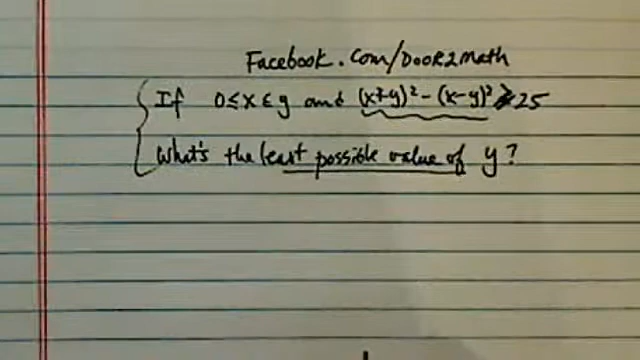 Facebook.Com/Door2math
If 0≤x≤y and (x+y)²-(x-y)²≥25
What's the least possible value of y?